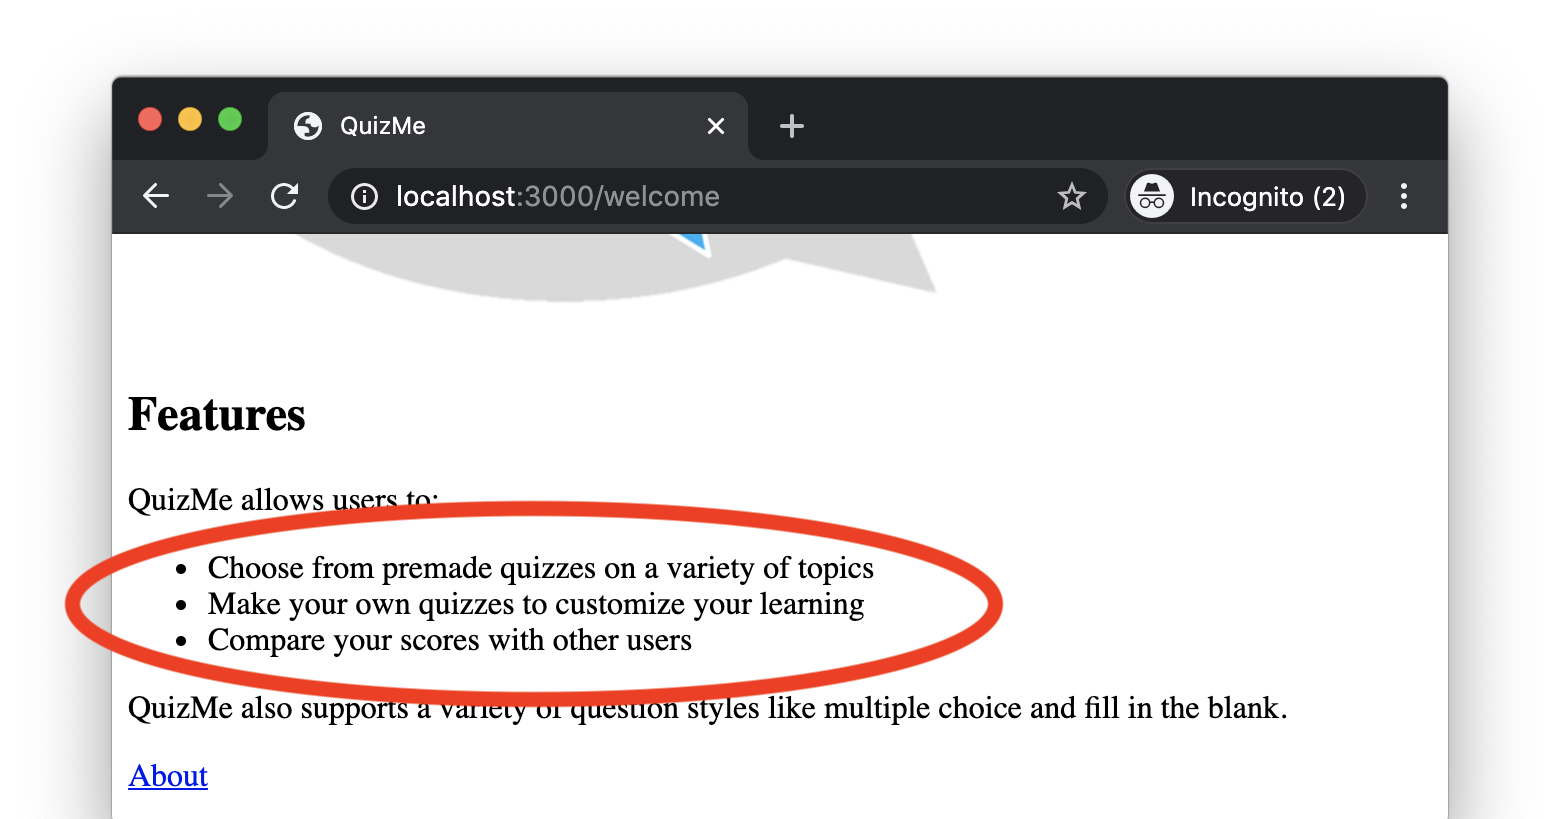 QuizMe
localhost:3000/welcome
Incognito (2)
Features
QuizMe allows users to:
Choose from premade quizzes on a variety of topics
Make your own quizzes to customize your learning
Compare your scores with other users
QuizMe also supports a variety of question styles like multiple choice and fill in the blank.
About